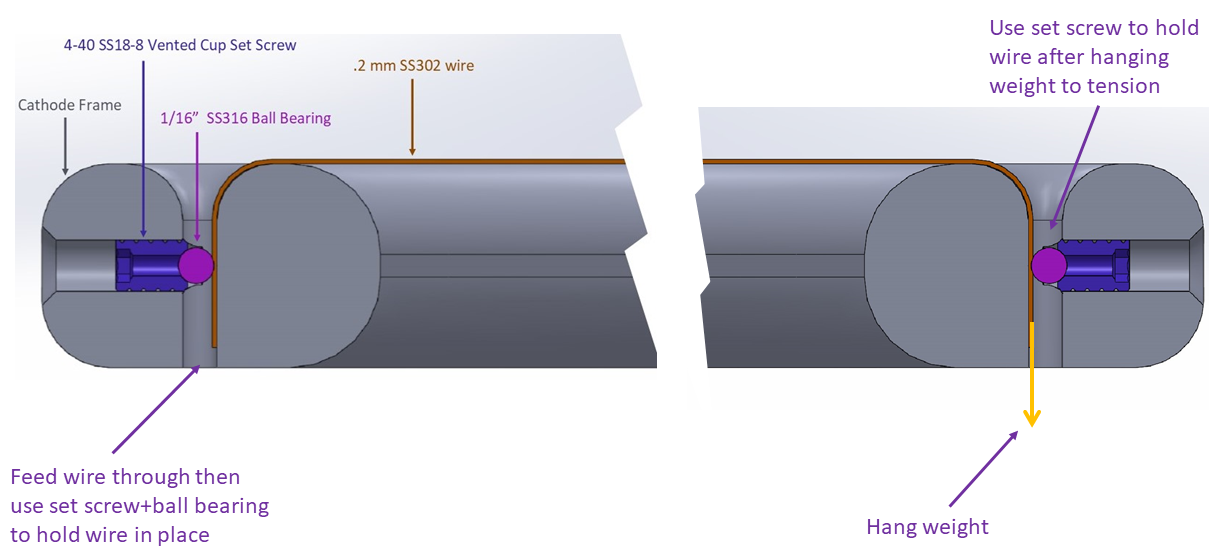 Use set screw to hold
wire after hanging
weight to tension
4-40 SS18-8 Vented Cup Set Screw
.2 mm SS302 wire
Cathode Frame
1/16” SS316 Ball Bearing
Feed wire through then
use set screw+ball bearing
to hold wire in place
Hang weight